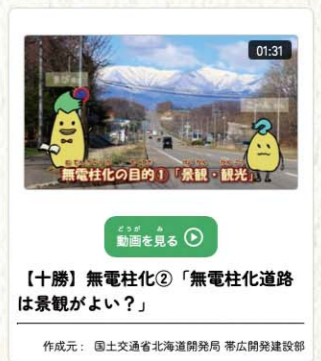 01:31
無電柱化の目的1「景観・観光」
どうが み
動画を見る
【十勝】無電柱化②「無電柱化道路
は景観がよい？」
作成元： 国土交通省北海道開発局 帯広開発建設部